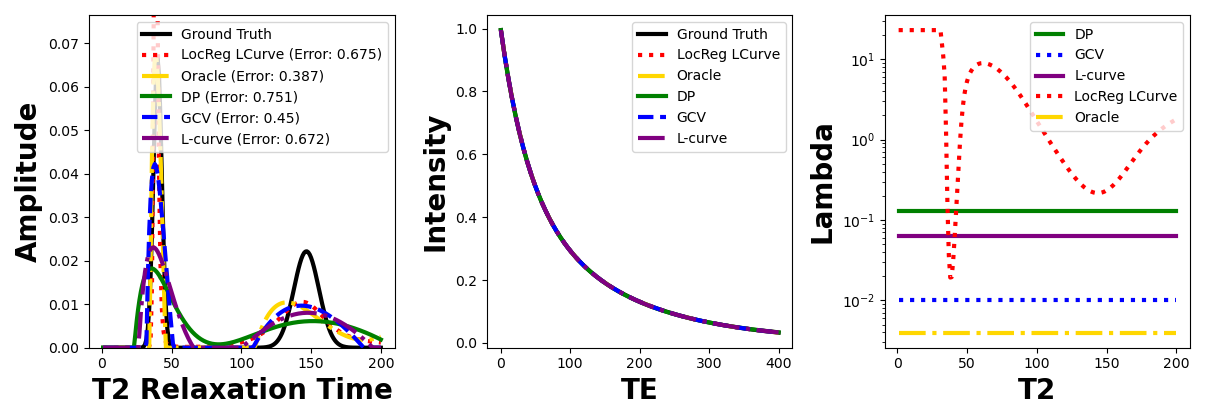 Amplitude
0.07
0.06
0.05
0.04
0.03
0.02
0.01
0.00
0 50 100 150 200
T2 Relaxation Time
Ground Truth
LocReg LCurve (Error: 0.675)
Oracle (Error: 0.387)
DP (Error: 0.751)
GCV (Error: 0.45)
L-curve (Error: 0.672)
Intensity
1.0
0.8
0.6
0.4
0.2
0.0
0 100 200 300 400
TE
Ground Truth
LocReg LCurve
Oracle
DP
GCV
L-curve
Lambda
10¹
10⁰
10⁻¹
10⁻²
0 50 100 150 200
T2
DP
GCV
L-curve
LocReg LCurve
Oracle